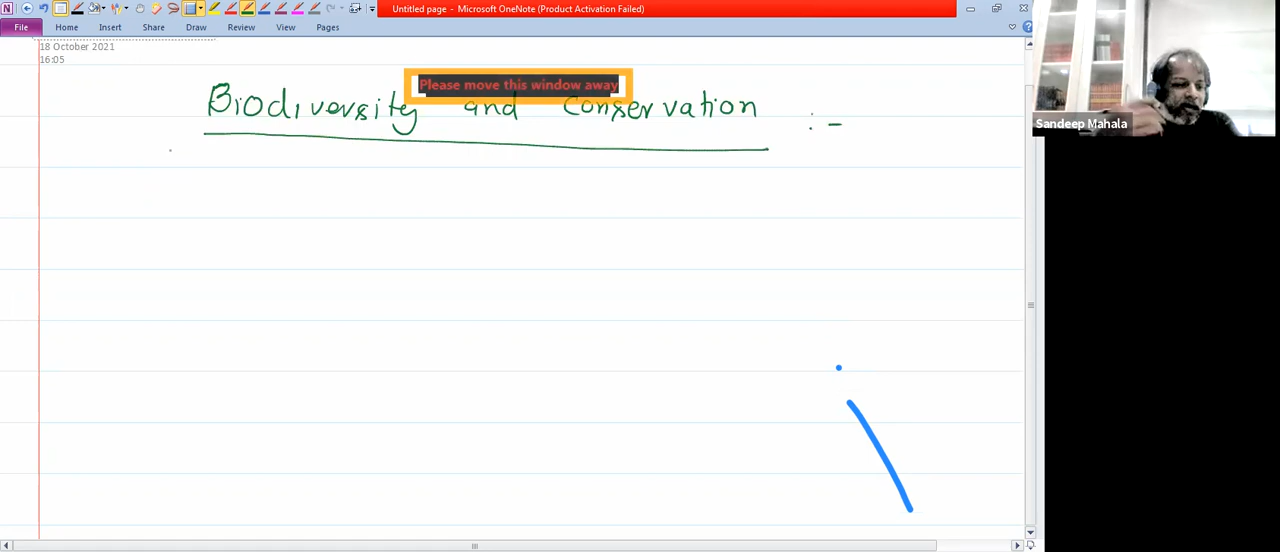 Untitled page - Microsoft OneNote (Product Activation Failed)
File Home Insert Share Draw Review View Pages
18 October 2021
16:05
Please move this window away
Biodiversity and Conservation :-
Sandeep Mahala